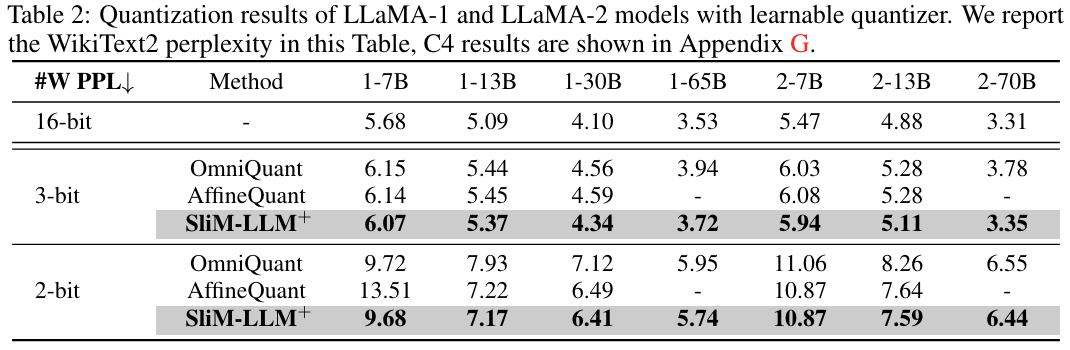 Table 2: Quantization results of LLaMA-1 and LLaMA-2 models with learnable quantizer. We report
the WikiText2 perplexity in this Table, C4 results are shown in Appendix G.
#W PPL↓ Method 1-7B 1-13B 1-30B 1-65B 2-7B 2-13B 2-70B
16-bit - 5.68 5.09 4.10 3.53 5.47 4.88 3.31
OmniQuant 6.15 5.44 4.56 3.94 6.03 5.28 3.78
3-bit AffineQuant 6.14 5.45 4.59 - 6.08 5.28 -
SliM-LLM+ 6.07 5.37 4.34 3.72 5.94 5.11 3.35
OmniQuant 9.72 7.93 7.12 5.95 11.06 8.26 6.55
2-bit AffineQuant 13.51 7.22 6.49 - 10.87 7.64 -
SliM-LLM+ 9.68 7.17 6.41 5.74 10.87 7.59 6.44